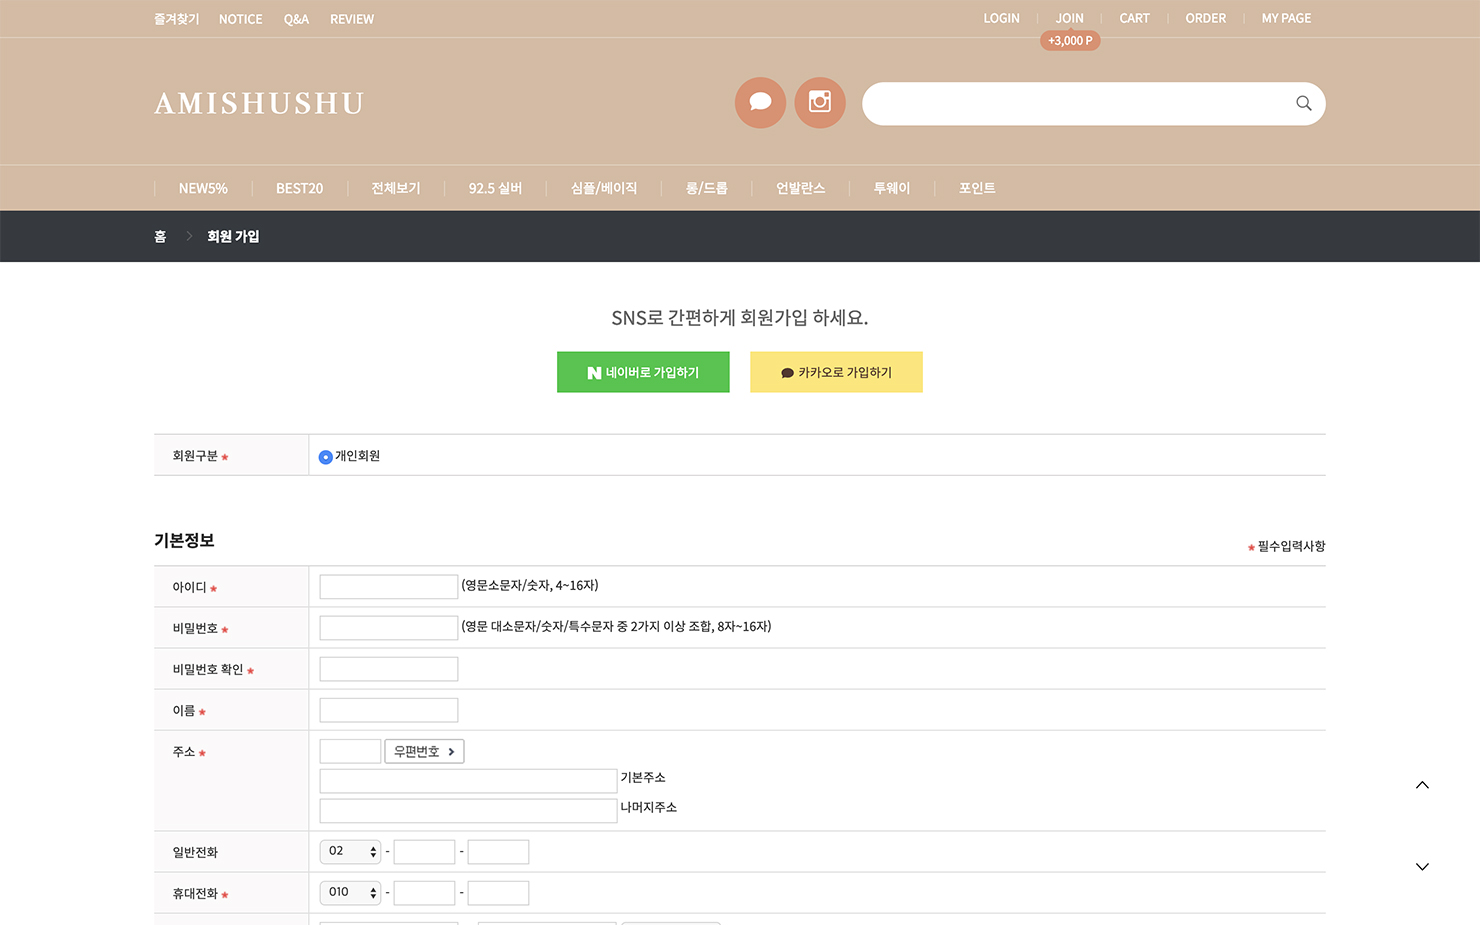 즐겨찾기 NOTICE Q&A REVIEW LOGIN JOIN CART ORDER MY PAGE
+3,000 P
AMISHUSHU
NEW5% BEST20 전체보기 92.5 실버 심플/베이직 롱/드롭 언발란스 투웨이 포인트
홈 회원 가입
SNS로 간편하게 회원가입 하세요.
N 네이버로 가입하기 카카오로 가입하기
회원구분 * 개인회원
기본정보
* 필수입력사항
아이디 * (영문소문자/숫자, 4~16자)
비밀번호 * (영문 대소문자/숫자/특수문자 중 2가지 이상 조합, 8자~16자)
비밀번호 확인 *
이름 *
주소 * 우편번호 >
기본주소
나머지주소
일반전화 02 - -
휴대전화 * 010 - -